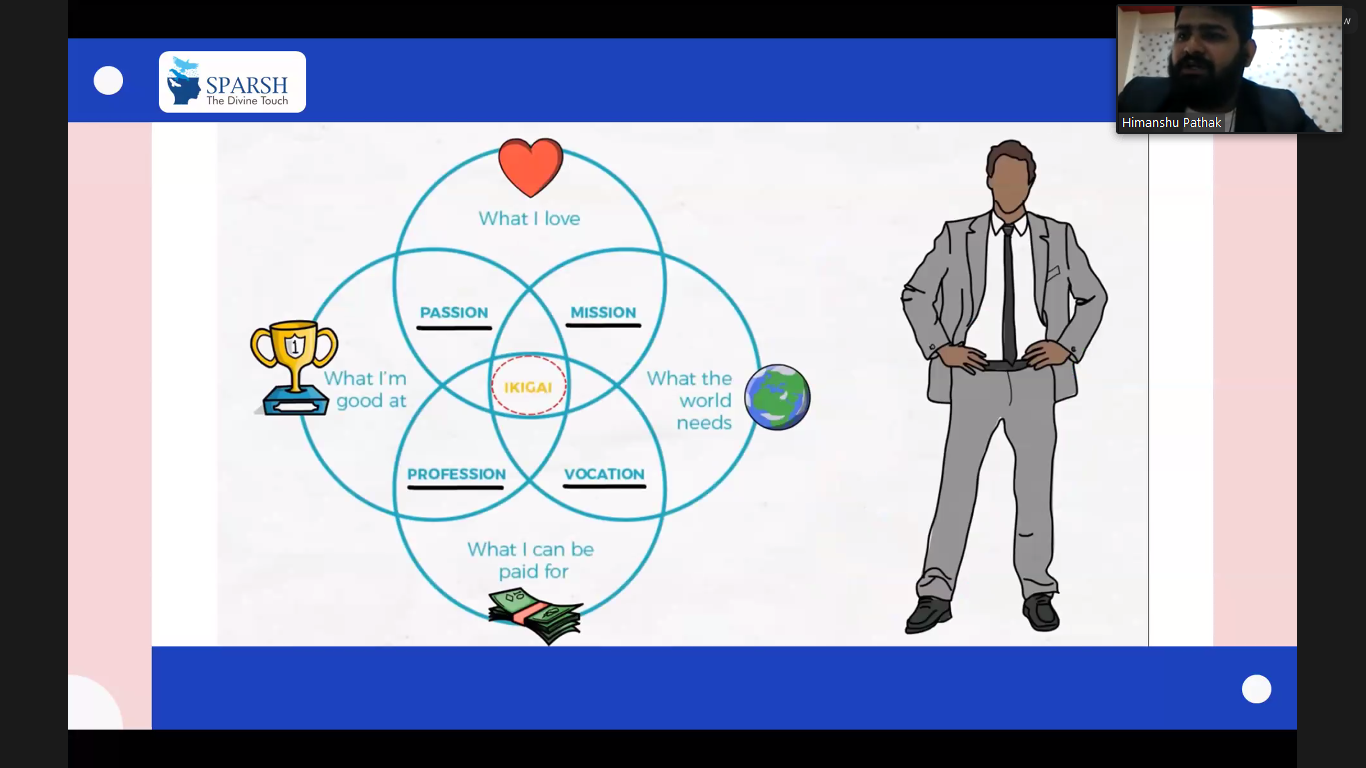 SPARSH
The Divine Touch
w
Himanshu Pathak
What I love
PASSION
MISSION
1
What I'm
good at
IKIGAI
What the
world
needs
PROFESSION
VOCATION
What I can be
paid for